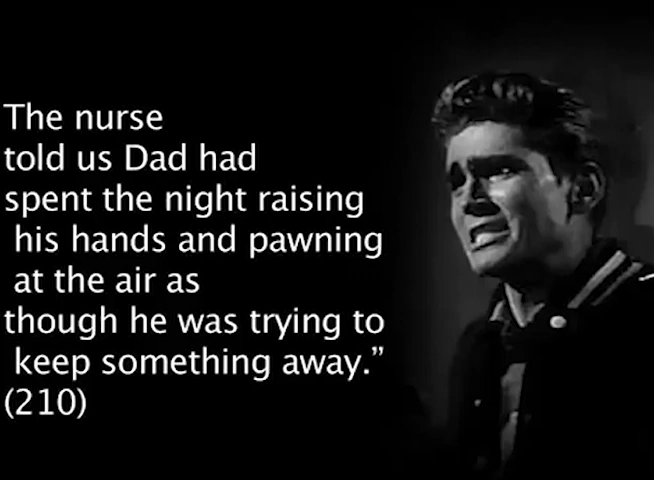 The nurse
told us Dad had
spent the night raising
his hands and pawning
at the air as
though he was trying to
keep something away.”
(210)